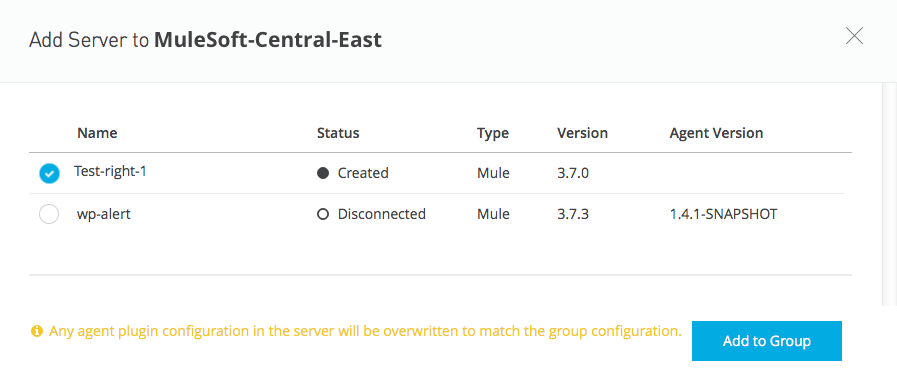 Add Server to MuleSoft-Central-East
Name Status Type Version Agent Version
Test-right-1 Created Mule 3.7.0
wp-alert Disconnected Mule 3.7.3 1.4.1-SNAPSHOT
Any agent plugin configuration in the server will be overwritten to match the group configuration.
Add to Group